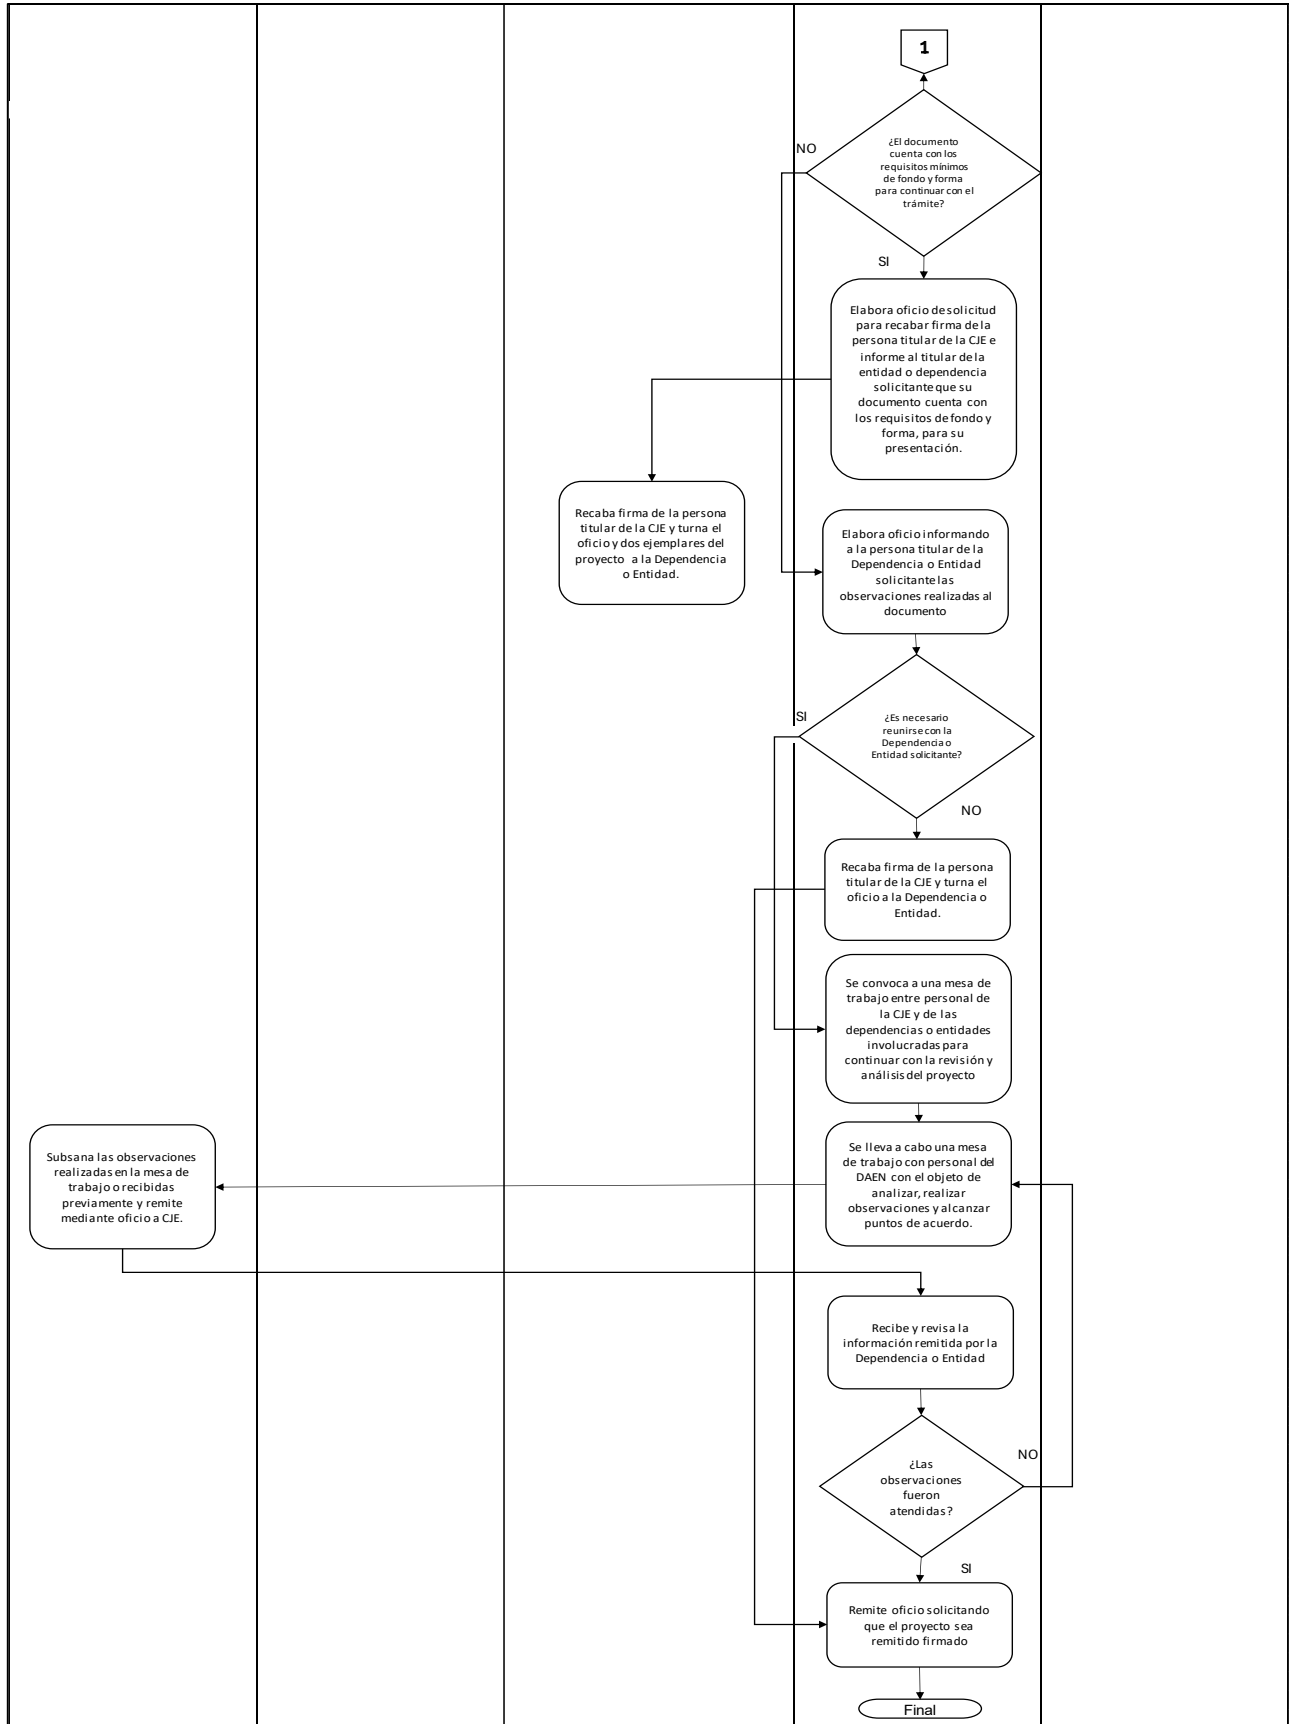 1
¿El documento
cuenta con los
requisitos mínimos
de fondo y forma
para continuar con el
trámite?
NO
SI
Elabora oficio de solicitud
para recabar firma de la
persona titular de la CJE e
informe al titular de la
entidad o dependencia
solicitante que su
documento cuenta con
los requisitos de fondo y
forma, para su
presentación.
Recaba firma de la persona
titular de la CJE y turna el
oficio y dos ejemplares del
proyecto a la Dependencia
o Entidad.
Elabora oficio informando
a la persona titular de la
Dependencia o Entidad
solicitante las
observaciones realizadas al
documento
SI
¿Es necesario
reunirse con la
Dependencia o
Entidad solicitante?
NO
Recaba firma de la persona
titular de la CJE y turna el
oficio a la Dependencia o
Entidad.
Se convoca a una mesa de
trabajo entre personal de
la CJE y de las
dependencias o entidades
involucradas para
continuar con la revisión y
análisis del proyecto
Se lleva a cabo una mesa
de trabajo con personal del
DAEN con el objeto de
analizar, realizar
observaciones y alcanzar
puntos de acuerdo.
Subsana las observaciones
realizadas en la mesa de
trabajo o recibidas
previamente y remite
mediante oficio a CJE.
Recibe y revisa la
información remitida por la
Dependencia o Entidad
¿Las
observaciones
fueron
atendidas?
NO
SI
Remite oficio solicitando
que el proyecto sea
remitido firmado
Final